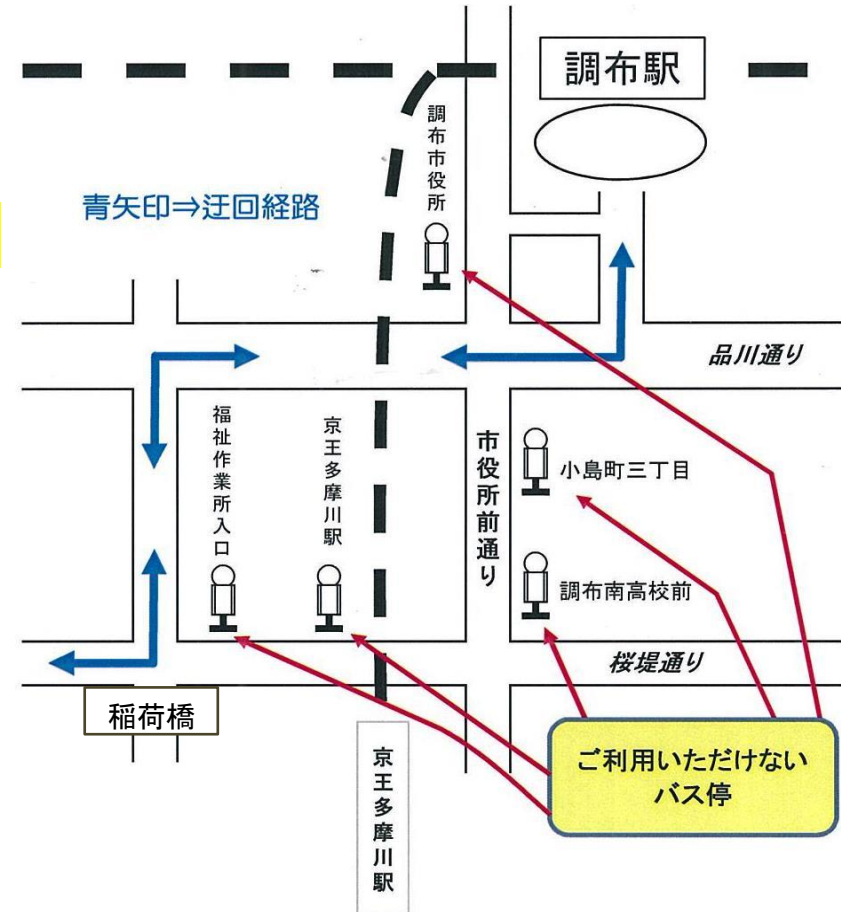 調布駅
調布市役所
青矢印⇒迂回経路
品川通り
福祉作業所入口
京王多摩川駅
市役所前通り
小島町三丁目
調布南高校前
桜堤通り
稲荷橋
京王多摩川駅
ご利用いただけない
バス停